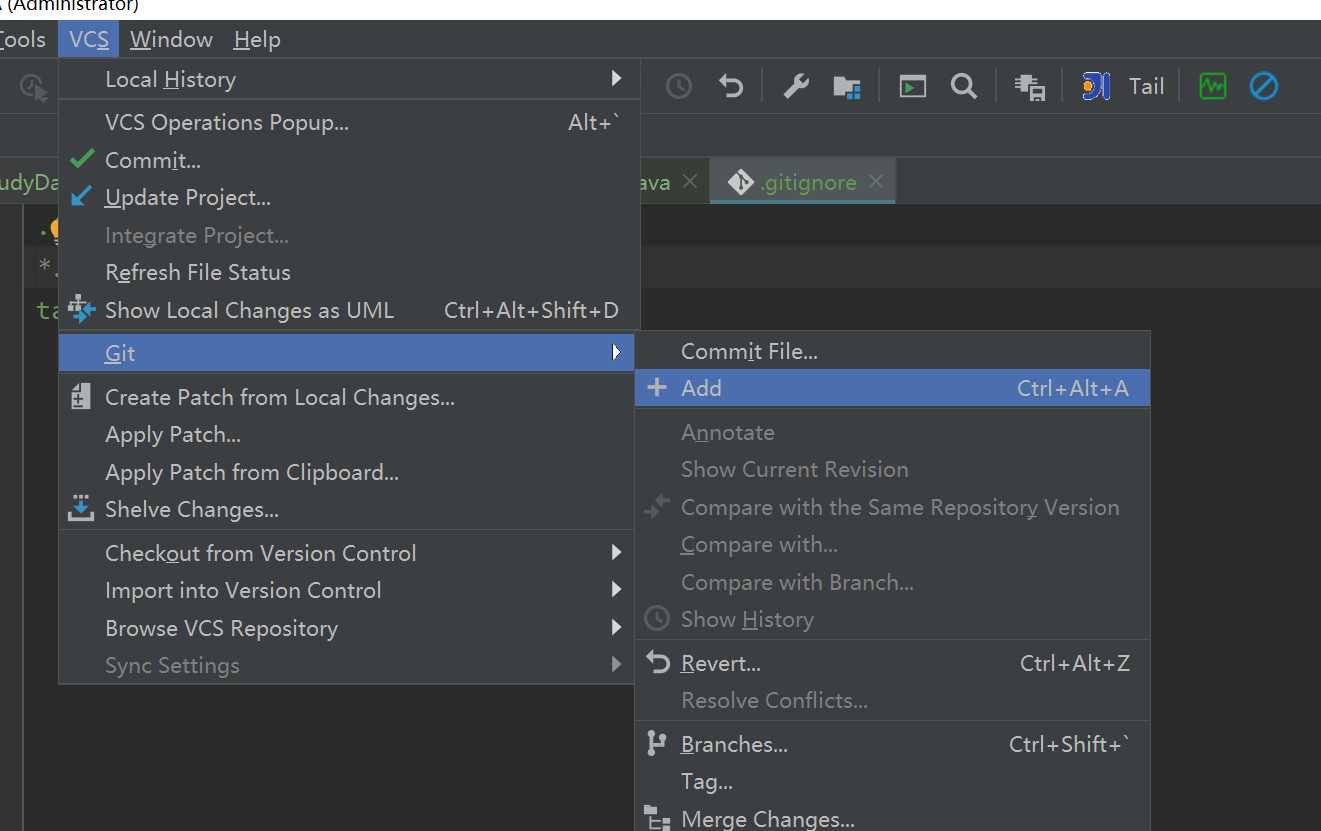 (Administrator)
Tools VCS Window Help
Local History
VCS Operations Popup... Alt+`
Commit...
Update Project...
Integrate Project...
Refresh File Status
Show Local Changes as UML Ctrl+Alt+Shift+D
Git
Create Patch from Local Changes...
Apply Patch...
Apply Patch from Clipboard...
Shelve Changes...
Checkout from Version Control
Import into Version Control
Browse VCS Repository
Sync Settings
Tail
udyDa
ava
.gitignore
*.
ta
Commit File...
Add Ctrl+Alt+A
Annotate
Show Current Revision
Compare with the Same Repository Version
Compare with...
Compare with Branch...
Show History
Revert... Ctrl+Alt+Z
Resolve Conflicts...
Branches... Ctrl+Shift+`
Tag...
Merge Changes...